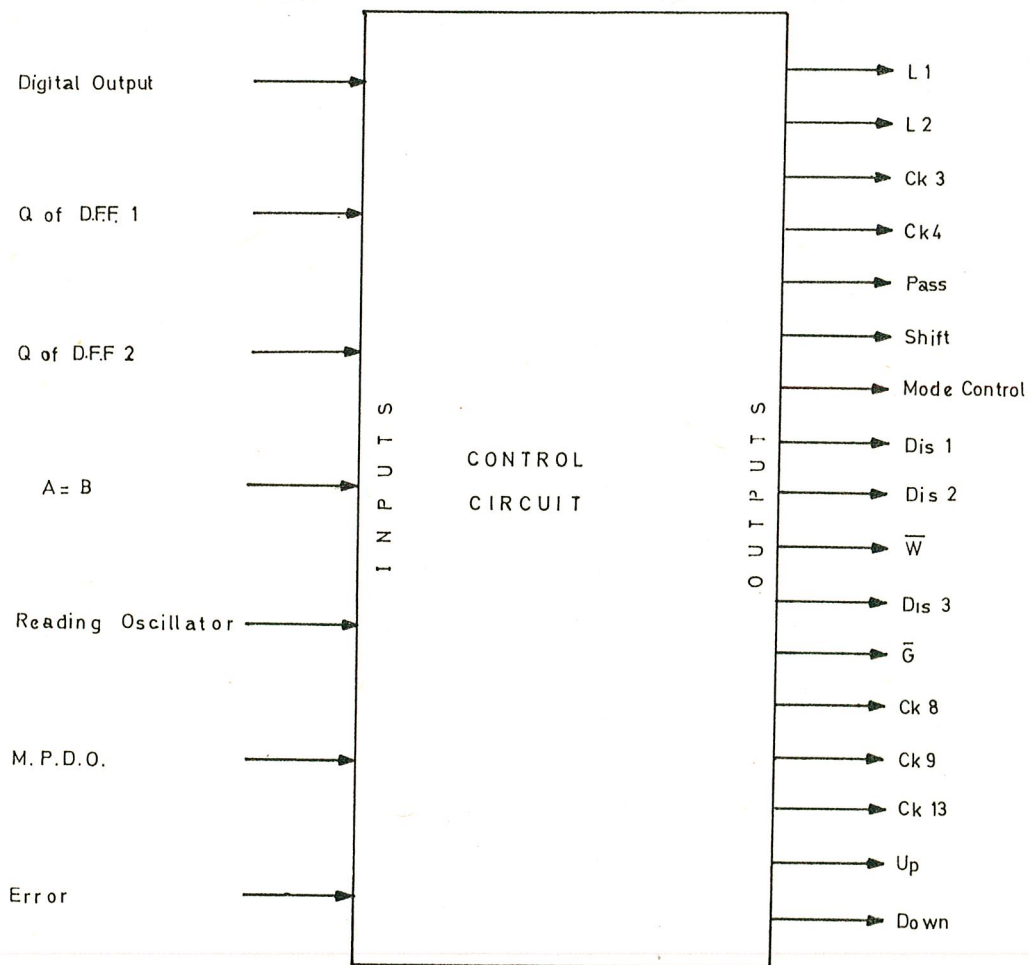 Digital Output
Q of D.F.F. 1
Q of D.F.F 2
A = B
Reading Oscillator
M. P. D. O.
Error
INPUTS
CONTROL
CIRCUIT
OUTPUTS
L 1
L 2
Ck 3
Ck4
Pass
Shift
Mode Control
Dis 1
Dis 2
W̅
Dis 3
G̅
Ck 8
Ck 9
Ck 13
Up
Down